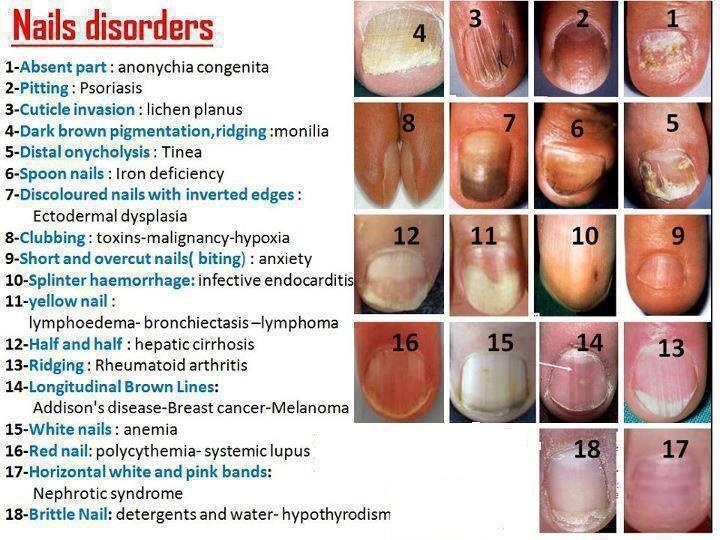 Nails disorders
1-Absent part : anonychia congenita
2-Pitting : Psoriasis
3-Cuticle invasion : lichen planus
4-Dark brown pigmentation,ridging :monilia
5-Distal onycholysis : Tinea
6-Spoon nails : Iron deficiency
7-Discoloured nails with inverted edges :
Ectodermal dysplasia
8-Clubbing : toxins-malignancy-hypoxia
9-Short and overcut nails( biting) : anxiety
10-Splinter haemorrhage: infective endocarditis
11-yellow nail :
lymphoedema- bronchiectasis –lymphoma
12-Half and half : hepatic cirrhosis
13-Ridging : Rheumatoid arthritis
14-Longitudinal Brown Lines:
Addison's disease-Breast cancer-Melanoma
15-White nails : anemia
16-Red nail: polycythemia- systemic lupus
17-Horizontal white and pink bands:
Nephrotic syndrome
18-Brittle Nail: detergents and water- hypothyrodism
4 3 2 1
8 7 6 5
12 11 10 9
16 15 14 13
18 17